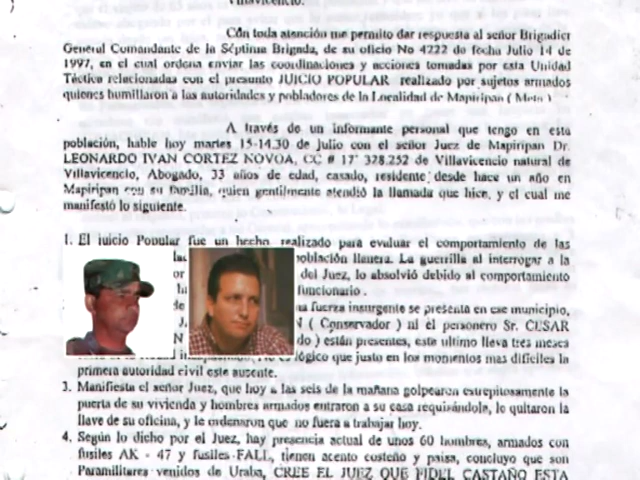 Villavicencio.
Con toda atención me permito dar respuesta al señor Brigadier
General Comandante de la Séptima Brigada, de su oficio No 4222 de fecha Julio 14 de
1997, en el cual ordena enviar las coordinaciones y acciones tomadas por esta Unidad
Táctico relacionadas con el presunto JUICIO POPULAR realizado por sujetos armados
quienes humillaron a las autoridades y pobladores de la Localidad de Mapiripan ( Meta )
A través de un informante personal que tengo en esta
población, hable hoy martes 15-14.30 de julio con el señor Juez de Mapiripan Dr.
LEONARDO IVAN CORTEZ NOVOA, CC # 17' 328.252 de Villavicencio natural de
Villavicencio, Abogado, 33 años de edad, casado, residente desde hace un año en
Mapiripan con su familia, quien gentilmente atendió la llamada que hice, y el cual me
manifestó lo siguiente.
1. El juicio Popular fue un hecho realizado para evaluar el comportamiento de las
población llanera. La guerrilla al interrogar a la
del Juez, lo absolvió debido al comportamiento
funcionario .
fuerza insurgente se presenta en ese municipio,
( Conservador ) ni el personero Sr. CESAR
) están presentes, este ultimo lleva tres meses
lógico que justo en los momentos mas difíciles la
primera autoridad civil este ausente.
3. Manifiesta el señor Juez, que hoy a las seis de la mañana golpearon estrepitosamente la
puerta de su vivienda y hombres armados entraron a su casa requisándola, lo quitaron la
llave de su oficina, y le ordenaron que no fuera a trabajar hoy.
4. Según lo dicho por el Juez, hay presencia actual de unos 60 hombres, armados con
fusiles AK - 47 y fusiles FALL, tienen acento costeño y paisa, concluyo que son
Paramilitares venidos de Uraba, CREE EL JUEZ QUE FIDEL CASTAÑO ESTA